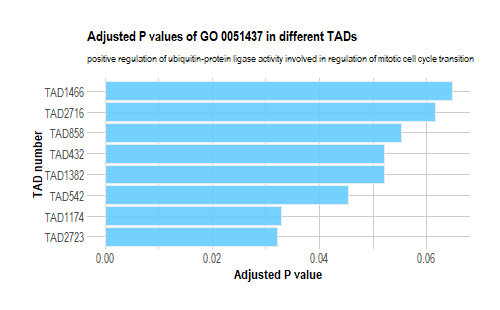 Adjusted P values of GO 0051437 in different TADs
positive regulation of ubiquitin-protein ligase activity involved in regulation of mitotic cell cycle transition
TAD number
TAD1466
TAD2716
TAD858
TAD432
TAD1382
TAD542
TAD1174
TAD2723
0.00 0.02 0.04 0.06
Adjusted P value